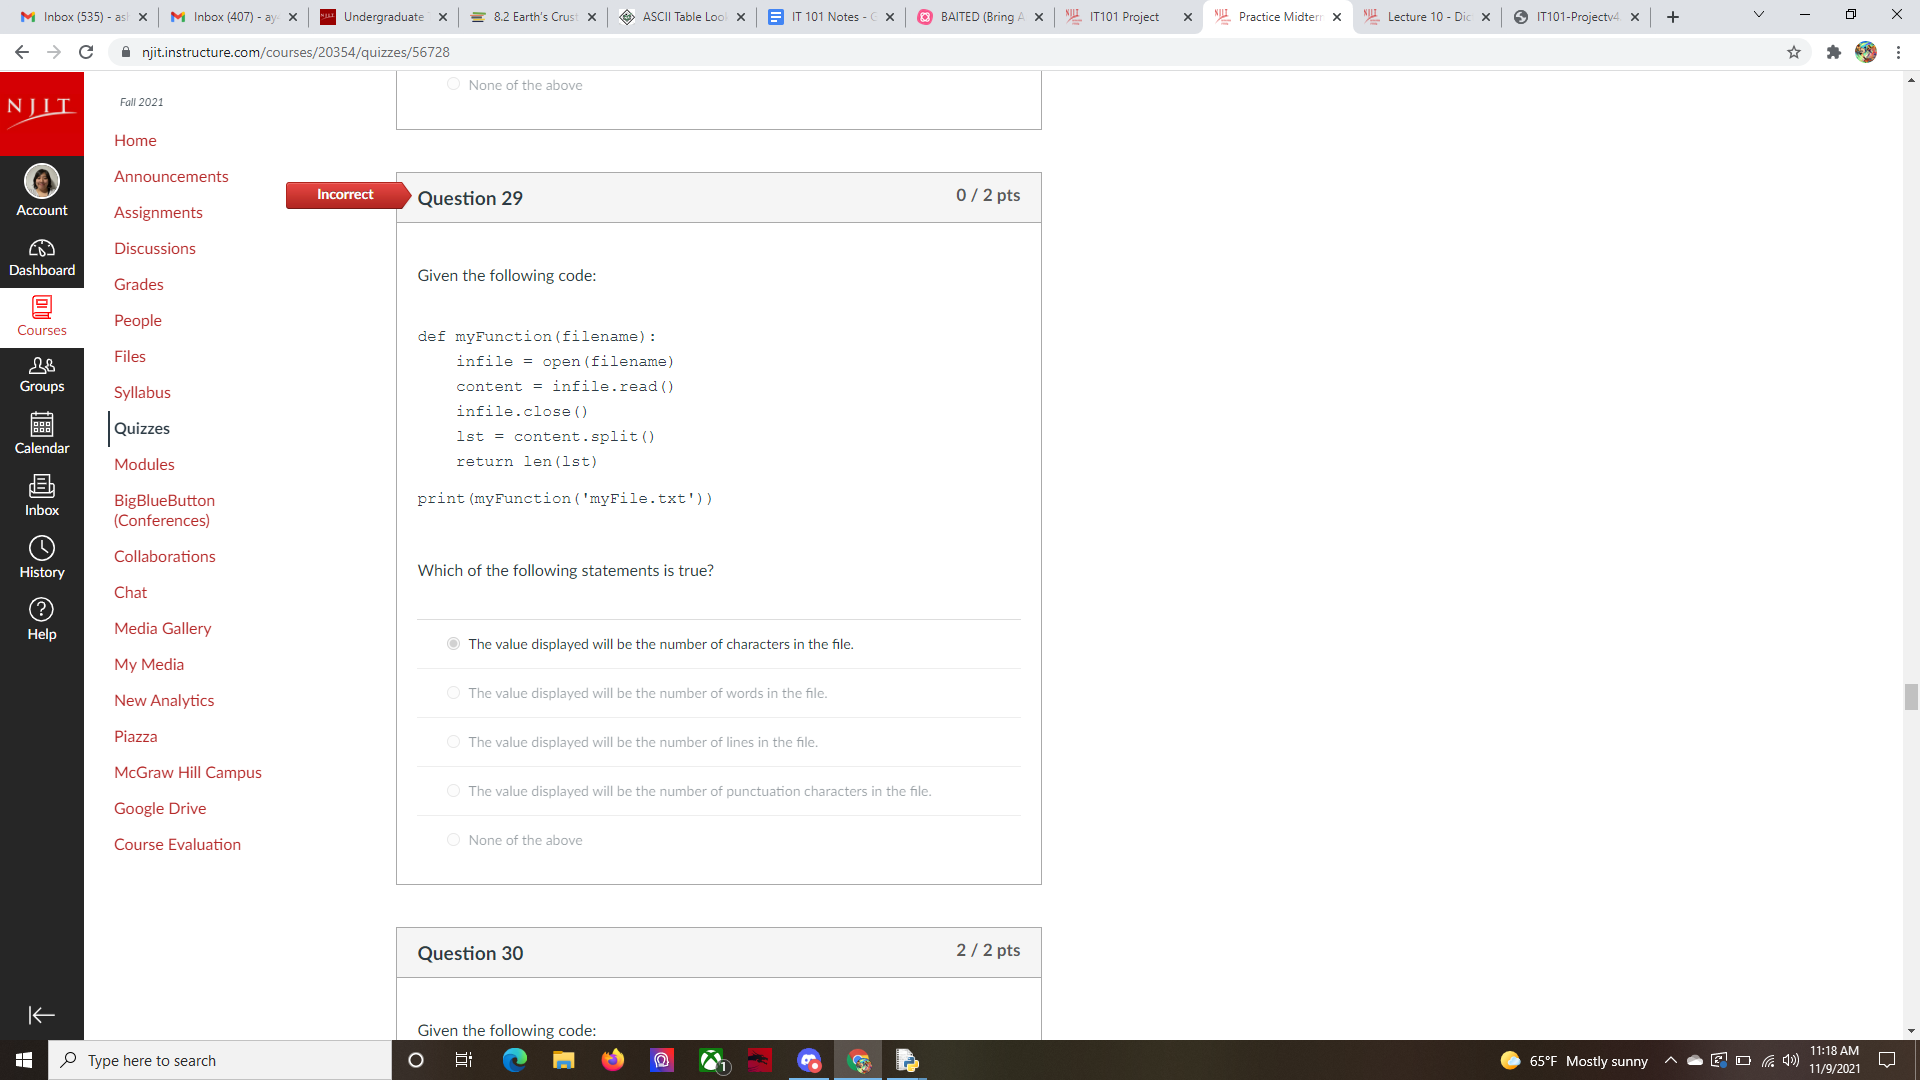 Inbox (535) - as
Inbox (407) - ay
Undergraduate
8.2 Earth's Crust
ASCII Table Loo
IT 101 Notes - G
BAITED (Bring A
IT101 Project
Practice Midter
Lecture 10 - Dic
IT101-Projectv4
njit.instructure.com/courses/20354/quizzes/56728
NJIT
Account
Dashboard
Courses
Groups
Calendar
Inbox
History
Help
Fall 2021
Home
Announcements
Assignments
Discussions
Grades
People
Files
Syllabus
Quizzes
Modules
BigBlueButton
(Conferences)
Collaborations
Chat
Media Gallery
My Media
New Analytics
Piazza
McGraw Hill Campus
Google Drive
Course Evaluation
None of the above
Incorrect
Question 29
0 / 2 pts
Given the following code:
def myFunction(filename):
    infile = open(filename)
    content = infile.read()
    infile.close()
    lst = content.split()
    return len(lst)
print(myFunction('myFile.txt'))
Which of the following statements is true?
The value displayed will be the number of characters in the file.
The value displayed will be the number of words in the file.
The value displayed will be the number of lines in the file.
The value displayed will be the number of punctuation characters in the file.
None of the above
Question 30
2 / 2 pts
Given the following code:
Type here to search
1
65°F Mostly sunny
11:18 AM
11/9/2021